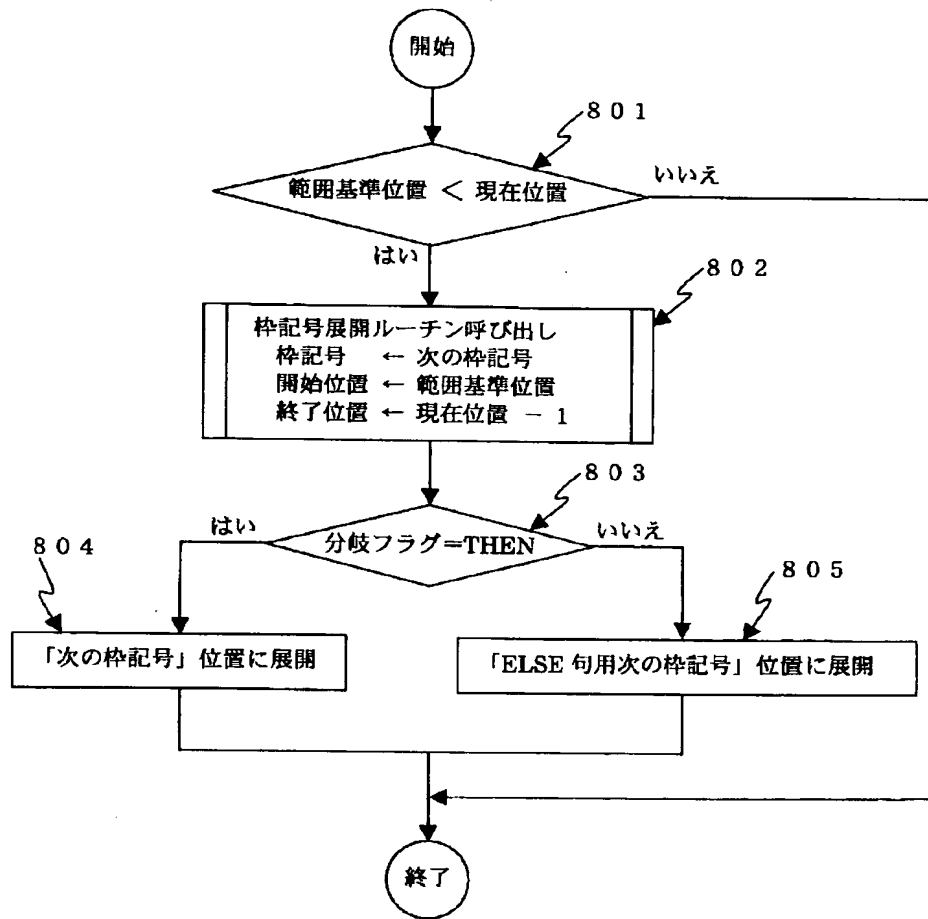 開始
８０１
範囲基準位置 ＜ 現在位置
いいえ
はい
８０２
枠記号展開ルーチン呼び出し
枠記号 ← 次の枠記号
開始位置 ← 範囲基準位置
終了位置 ← 現在位置 － 1
８０３
はい
分岐フラグ=THEN
いいえ
８０４
８０５
「次の枠記号」位置に展開
「ELSE 句用次の枠記号」位置に展開
終了